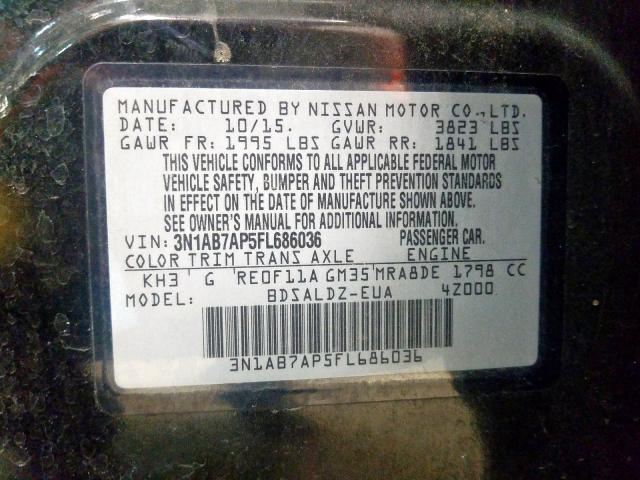 MANUFACTURED BY NISSAN MOTOR CO., LTD.
DATE: 10/15. GVWR: 3823 LBS
GAWR FR: 1995 LBS GAWR RR: 1841 LBS
THIS VEHICLE CONFORMS TO ALL APPLICABLE FEDERAL MOTOR
VEHICLE SAFETY, BUMPER AND THEFT PREVENTION STANDARDS
IN EFFECT ON THE DATE OF MANUFACTURE SHOWN ABOVE.
SEE OWNER'S MANUAL FOR ADDITIONAL INFORMATION.
VIN: 3N1AB7AP5FL686036 PASSENGER CAR.
COLOR TRIM TRANS AXLE ENGINE
KH3 G RE0F11A GM35 MRA8DE 1798 CC
MODEL: BDSALDZ-EUA 4Z000
3N1AB7AP5FL686036